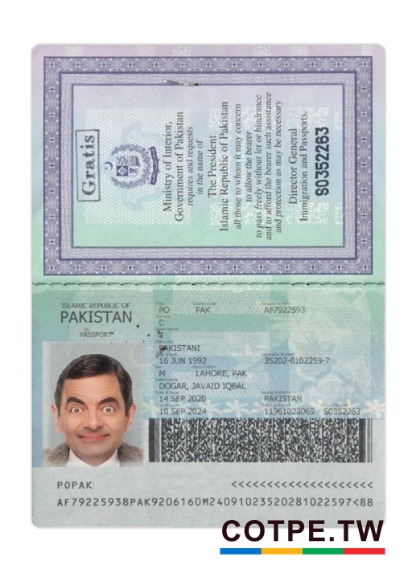 Gratis
Ministry of Interior,
Government of Pakistan
requires and requests
in the name of
The President
Islamic Republic of Pakistan
all those to whom it may concern
to allow the bearer
to pass freely without let or hindrance
and to afford the bearer such assistance
and protection as may be necessary
Director General
Immigration and Passports.
S0352263
ISLAMIC REPUBLIC OF
PAKISTAN
PASSPORT
PO PAK AF7922593
PAKISTANI
16 JUN 1992 35202-8102259-7
M LAHORE, PAK
DOGAR, JAVAID IQBAL
14 SEP 2020 PAKISTAN
10 SEP 2024 11961023069 S0352263
POPAK <<<<<<<<<<<<<<<<<<<<<
AF79225938PAK9206160M24091023520281022597<88
COTPE.TW